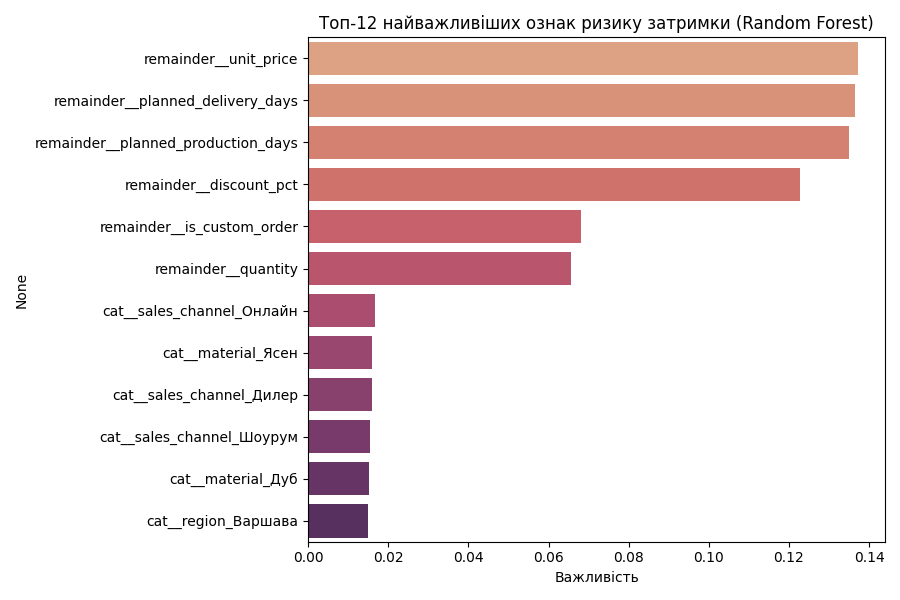 Топ-12 найважливіших ознак ризику затримки (Random Forest)
remainder__unit_price
remainder__planned_delivery_days
remainder__planned_production_days
remainder__discount_pct
remainder__is_custom_order
remainder__quantity
cat__sales_channel_Онлайн
cat__material_Ясен
cat__sales_channel_Дилер
cat__sales_channel_Шоурум
cat__material_Дуб
cat__region_Варшава
None
0.00 0.02 0.04 0.06 0.08 0.10 0.12 0.14
Важливість